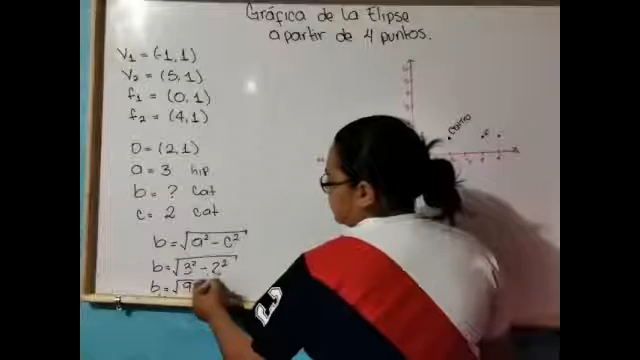 Gráfica de la Elipse
a partir de 4 puntos.
V₁ = (-1, 1)
V₂ = (5, 1)
f₁ = (0, 1)
f₂ = (4, 1)
O = (2, 1)
a = 3 hip
b = ? cat
c = 2 cat
b = √a² - c²
b = √3² - 2²
b = √9
Centro
F